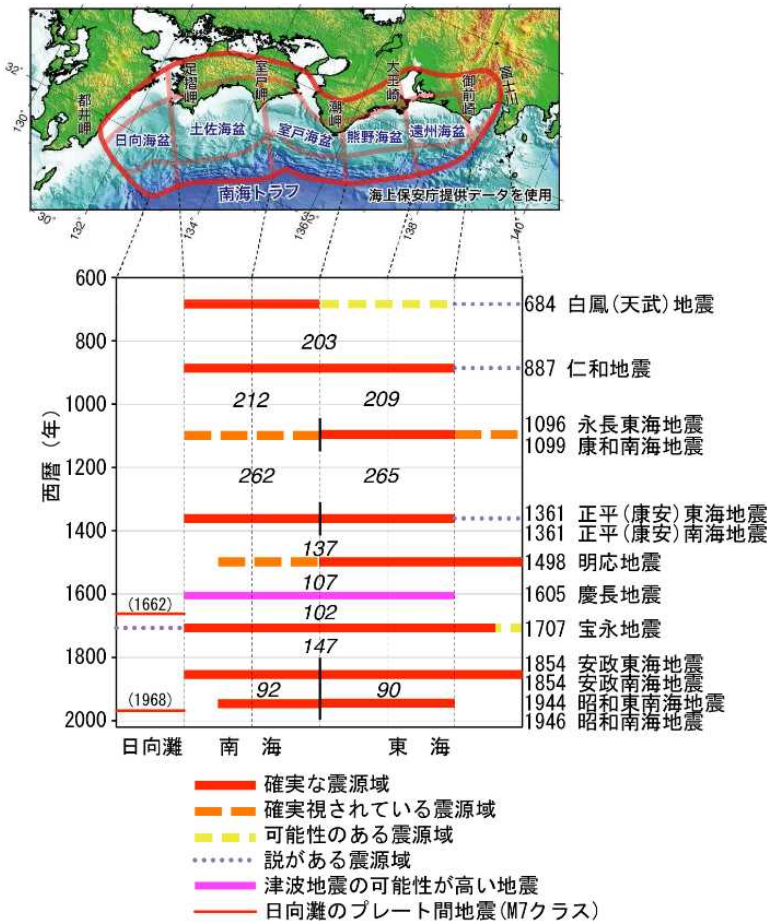 32°
130°
30°
132°
134°
136°
138°
140°
都井岬
足摺岬
室戸岬
潮岬
大王崎
御前崎
富士川
日向海盆
土佐海盆
室戸海盆
熊野海盆
遠州海盆
南海トラフ
海上保安庁提供データを使用
西暦(年)
600
800
1000
1200
1400
1600
1800
2000
684 白鳳(天武)地震
203
887 仁和地震
212
209
1096 永長東海地震
1099 康和南海地震
262
265
1361 正平(康安)東海地震
1361 正平(康安)南海地震
137
1498 明応地震
107
1605 慶長地震
(1662)
102
1707 宝永地震
147
1854 安政東海地震
1854 安政南海地震
92
90
1944 昭和東南海地震
(1968)
1946 昭和南海地震
日向灘
南 海
東 海
確実な震源域
確実視されている震源域
可能性のある震源域
説がある震源域
津波地震の可能性が高い地震
日向灘のプレート間地震(M7クラス)